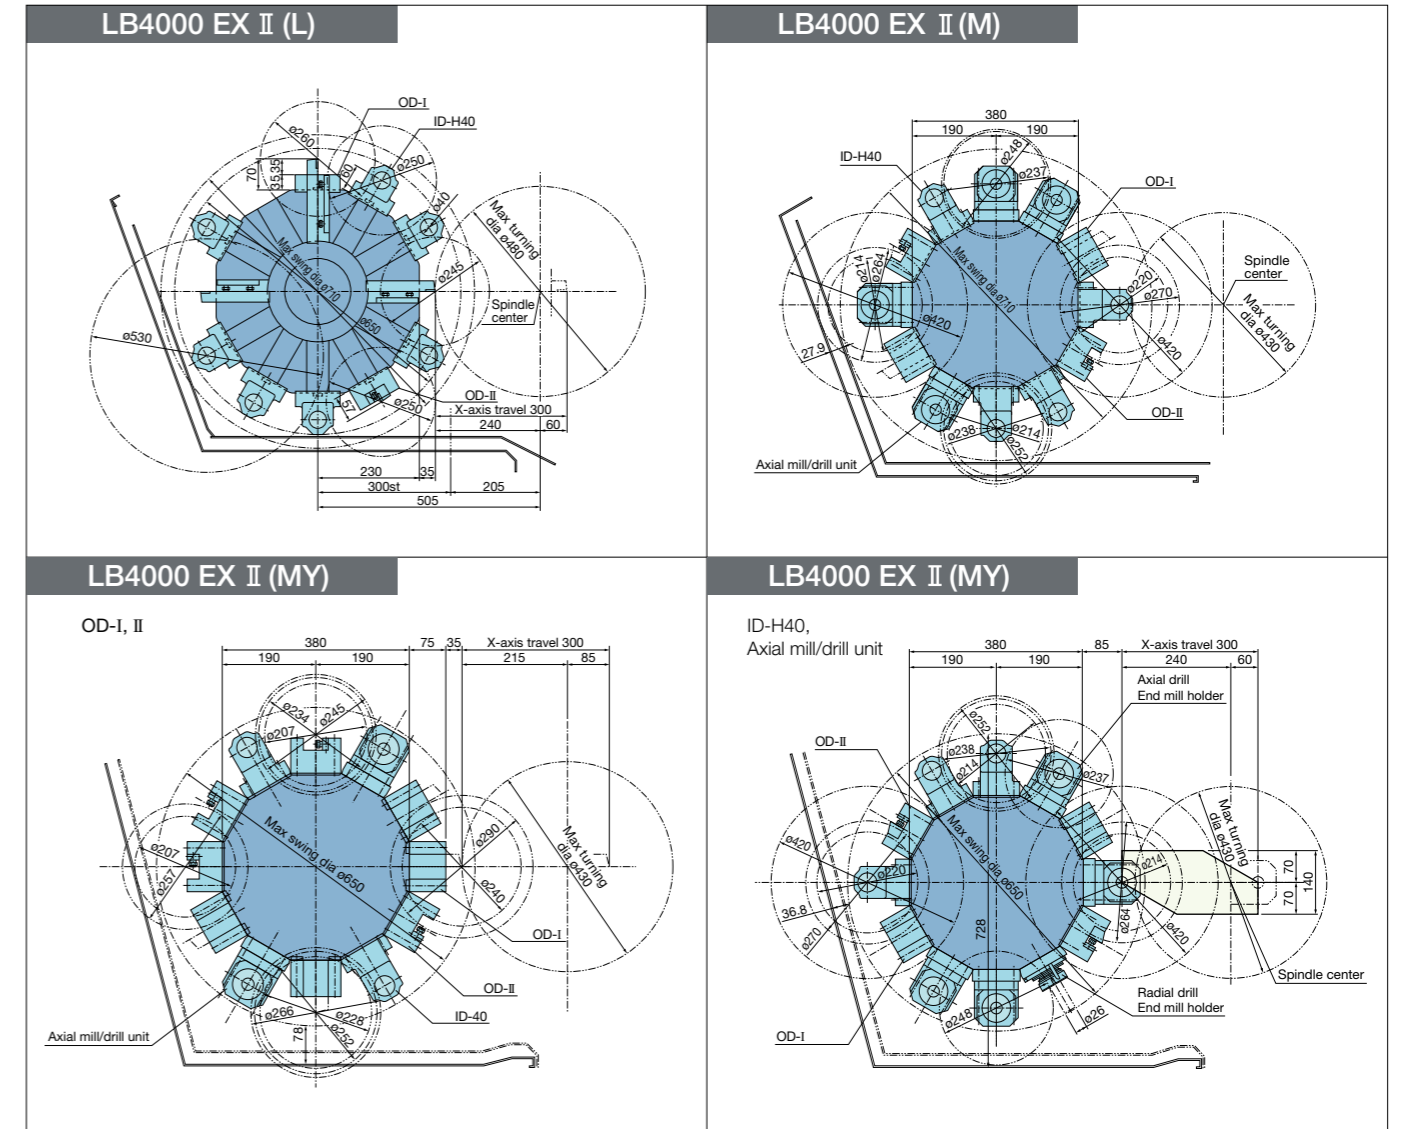 LB4000 EX Ⅱ (L)
OD-Ⅰ
ID-H40
ø260
ø250
60
70
35
35
ø40
Max turning
dia ø480
Max swing dia ø710
ø245
Spindle
center
ø650
ø530
OD-Ⅱ
57
ø250
X-axis travel 300
240
60
230
35
300st
205
505
LB4000 EX Ⅱ (M)
380
190
190
ø248
ID-H40
ø237
OD-Ⅰ
Max swing dia ø710
ø214
ø264
Spindle
center
ø220
ø270
Max turning
dia ø430
ø420
27.9
ø420
OD-Ⅱ
ø238
ø214
ø252
Axial mill/drill unit
LB4000 EX Ⅱ (MY)
OD-Ⅰ, Ⅱ
380
75
35
X-axis travel 300
190
190
215
85
ø234
ø245
ø207
Max swing dia ø650
ø290
Max turning
dia ø430
ø207
ø257
ø240
OD-Ⅰ
OD-Ⅱ
ID-40
ø266
ø228
78
ø252
Axial mill/drill unit
LB4000 EX Ⅱ (MY)
ID-H40,
Axial mill/drill unit
380
85
X-axis travel 300
190
190
240
60
Axial drill
End mill holder
ø252
OD-Ⅱ
ø238
ø214
ø237
Max turning
dia ø430
Max swing dia ø650
ø420
ø220
ø214
70
70
140
36.8
ø270
ø264
ø420
728
Spindle center
Radial drill
End mill holder
ø248
ø26
OD-Ⅰ